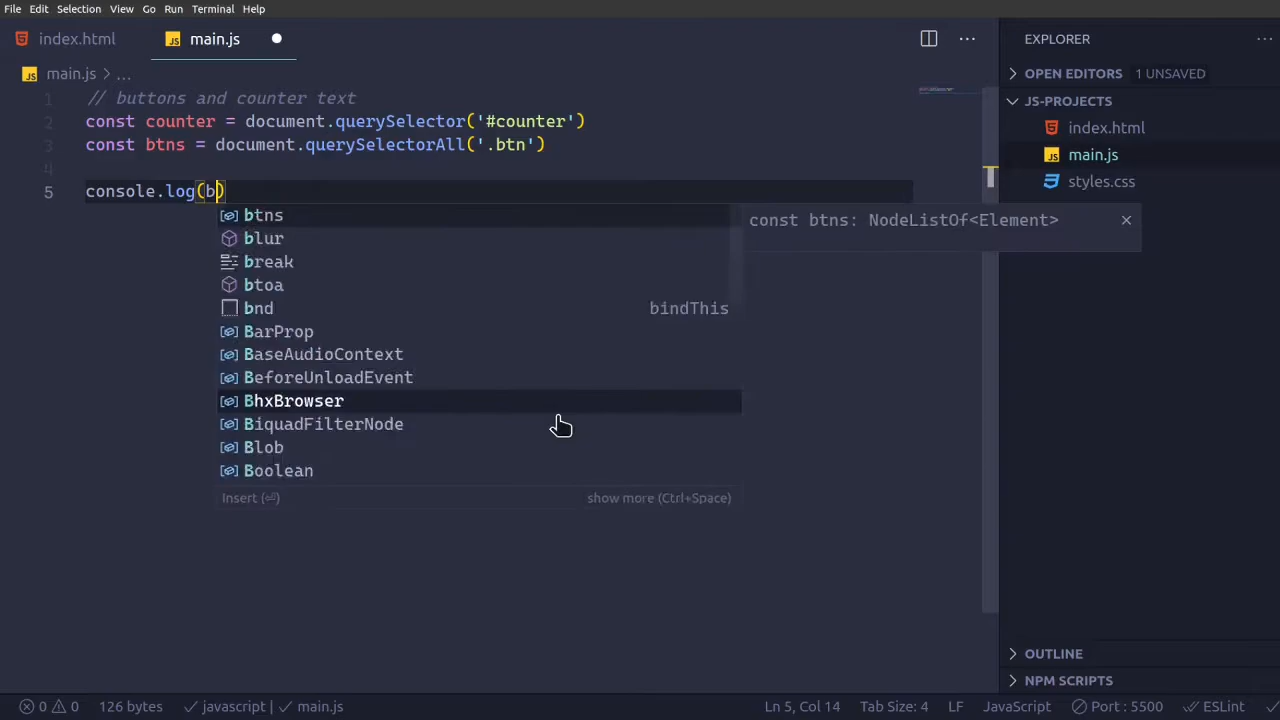 File Edit Selection View Go Run Terminal Help
index.html
JS main.js
EXPLORER
JS main.js > ...
OPEN EDITORS 1 UNSAVED
JS-PROJECTS
index.html
JS main.js
styles.css
1 // buttons and counter text
2 const counter = document.querySelector('#counter')
3 const btns = document.querySelectorAll('.btn')
4
5 console.log(b)
btns
const btns: NodeListOf<Element>
blur
break
btoa
bnd bindThis
BarProp
BaseAudioContext
BeforeUnloadEvent
BhxBrowser
BiquadFilterNode
Blob
Boolean
Insert (⏎) show more (Ctrl+Space)
OUTLINE
NPM SCRIPTS
0 0 126 bytes javascript | main.js Ln 5, Col 14 Tab Size: 4 LF JavaScript Port : 5500 ESLint